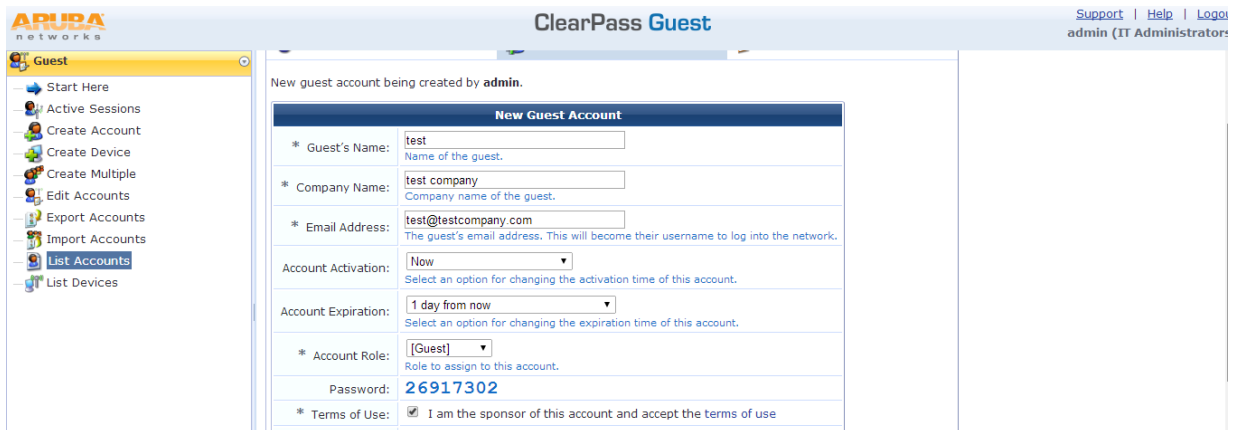 ARUBA
networks
ClearPass Guest
Support | Help | Logou
admin (IT Administrators
Guest
Start Here
Active Sessions
Create Account
Create Device
Create Multiple
Edit Accounts
Export Accounts
Import Accounts
List Accounts
List Devices
New guest account being created by admin.
New Guest Account
* Guest's Name: test
Name of the guest.
* Company Name: test company
Company name of the guest.
* Email Address: test@testcompany.com
The guest's email address. This will become their username to log into the network.
Account Activation: Now
Select an option for changing the activation time of this account.
Account Expiration: 1 day from now
Select an option for changing the expiration time of this account.
* Account Role: [Guest]
Role to assign to this account.
Password: 26917302
* Terms of Use: I am the sponsor of this account and accept the terms of use